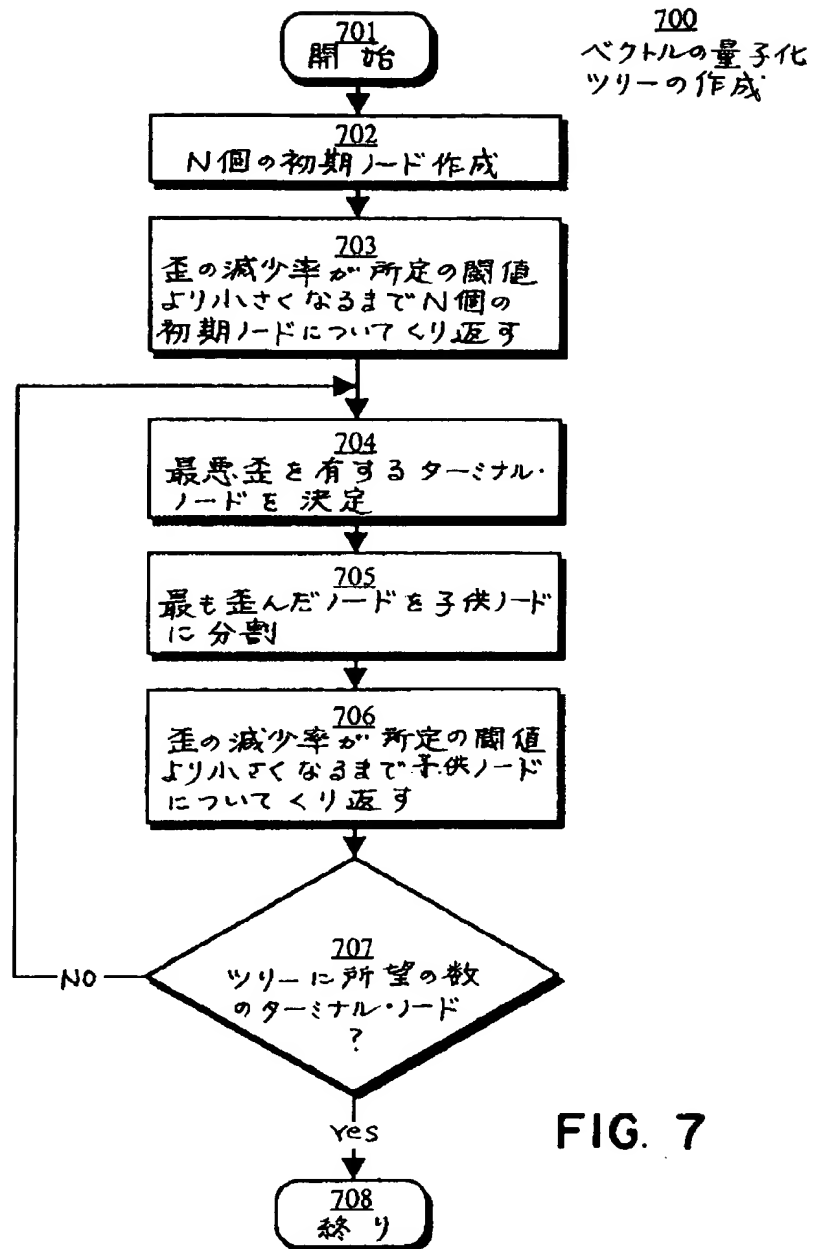 700
ベクトルの量子化
ツリーの作成
701
開始
702
N個の初期ノード作成
703
歪の減少率が所定の閾値
より小さくなるまでN個の
初期ノードについてくり返す
704
最悪歪を有するターミナル・
ノードを決定
705
最も歪んだノードを子供ノード
に分割
706
歪の減少率が所定の閾値
より小さくなるまで子供ノード
についてくり返す
707
ツリーに所望の数
のターミナル・ノード
?
NO
yes
708
終り
FIG. 7